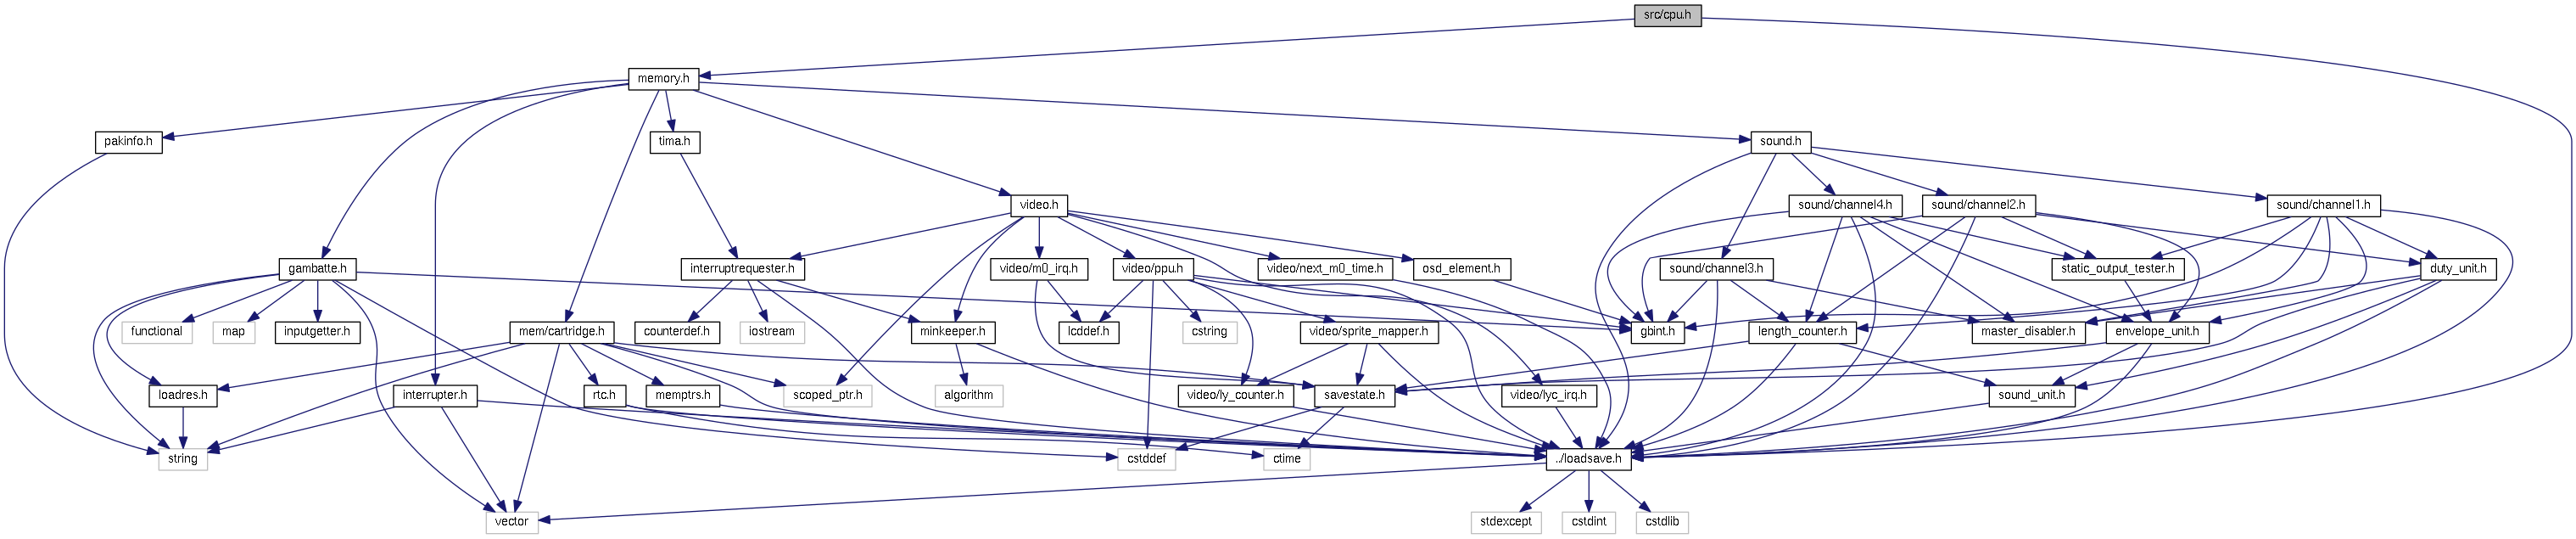 src/cpu.h
memory.h
pakinfo.h
tima.h
sound.h
video.h
sound/channel4.h
sound/channel2.h
sound/channel1.h
gambatte.h
interruptrequester.h
video/m0_irq.h
video/ppu.h
video/next_m0_time.h
osd_element.h
sound/channel3.h
static_output_tester.h
duty_unit.h
functional
map
inputgetter.h
mem/cartridge.h
counterdef.h
iostream
minkeeper.h
lcddef.h
cstring
video/sprite_mapper.h
gbint.h
length_counter.h
master_disabler.h
envelope_unit.h
loadres.h
interrupter.h
rtc.h
memptrs.h
scoped_ptr.h
algorithm
video/ly_counter.h
savestate.h
video/lyc_irq.h
sound_unit.h
string
cstddef
ctime
../loadsave.h
vector
stdexcept
cstdint
cstdlib